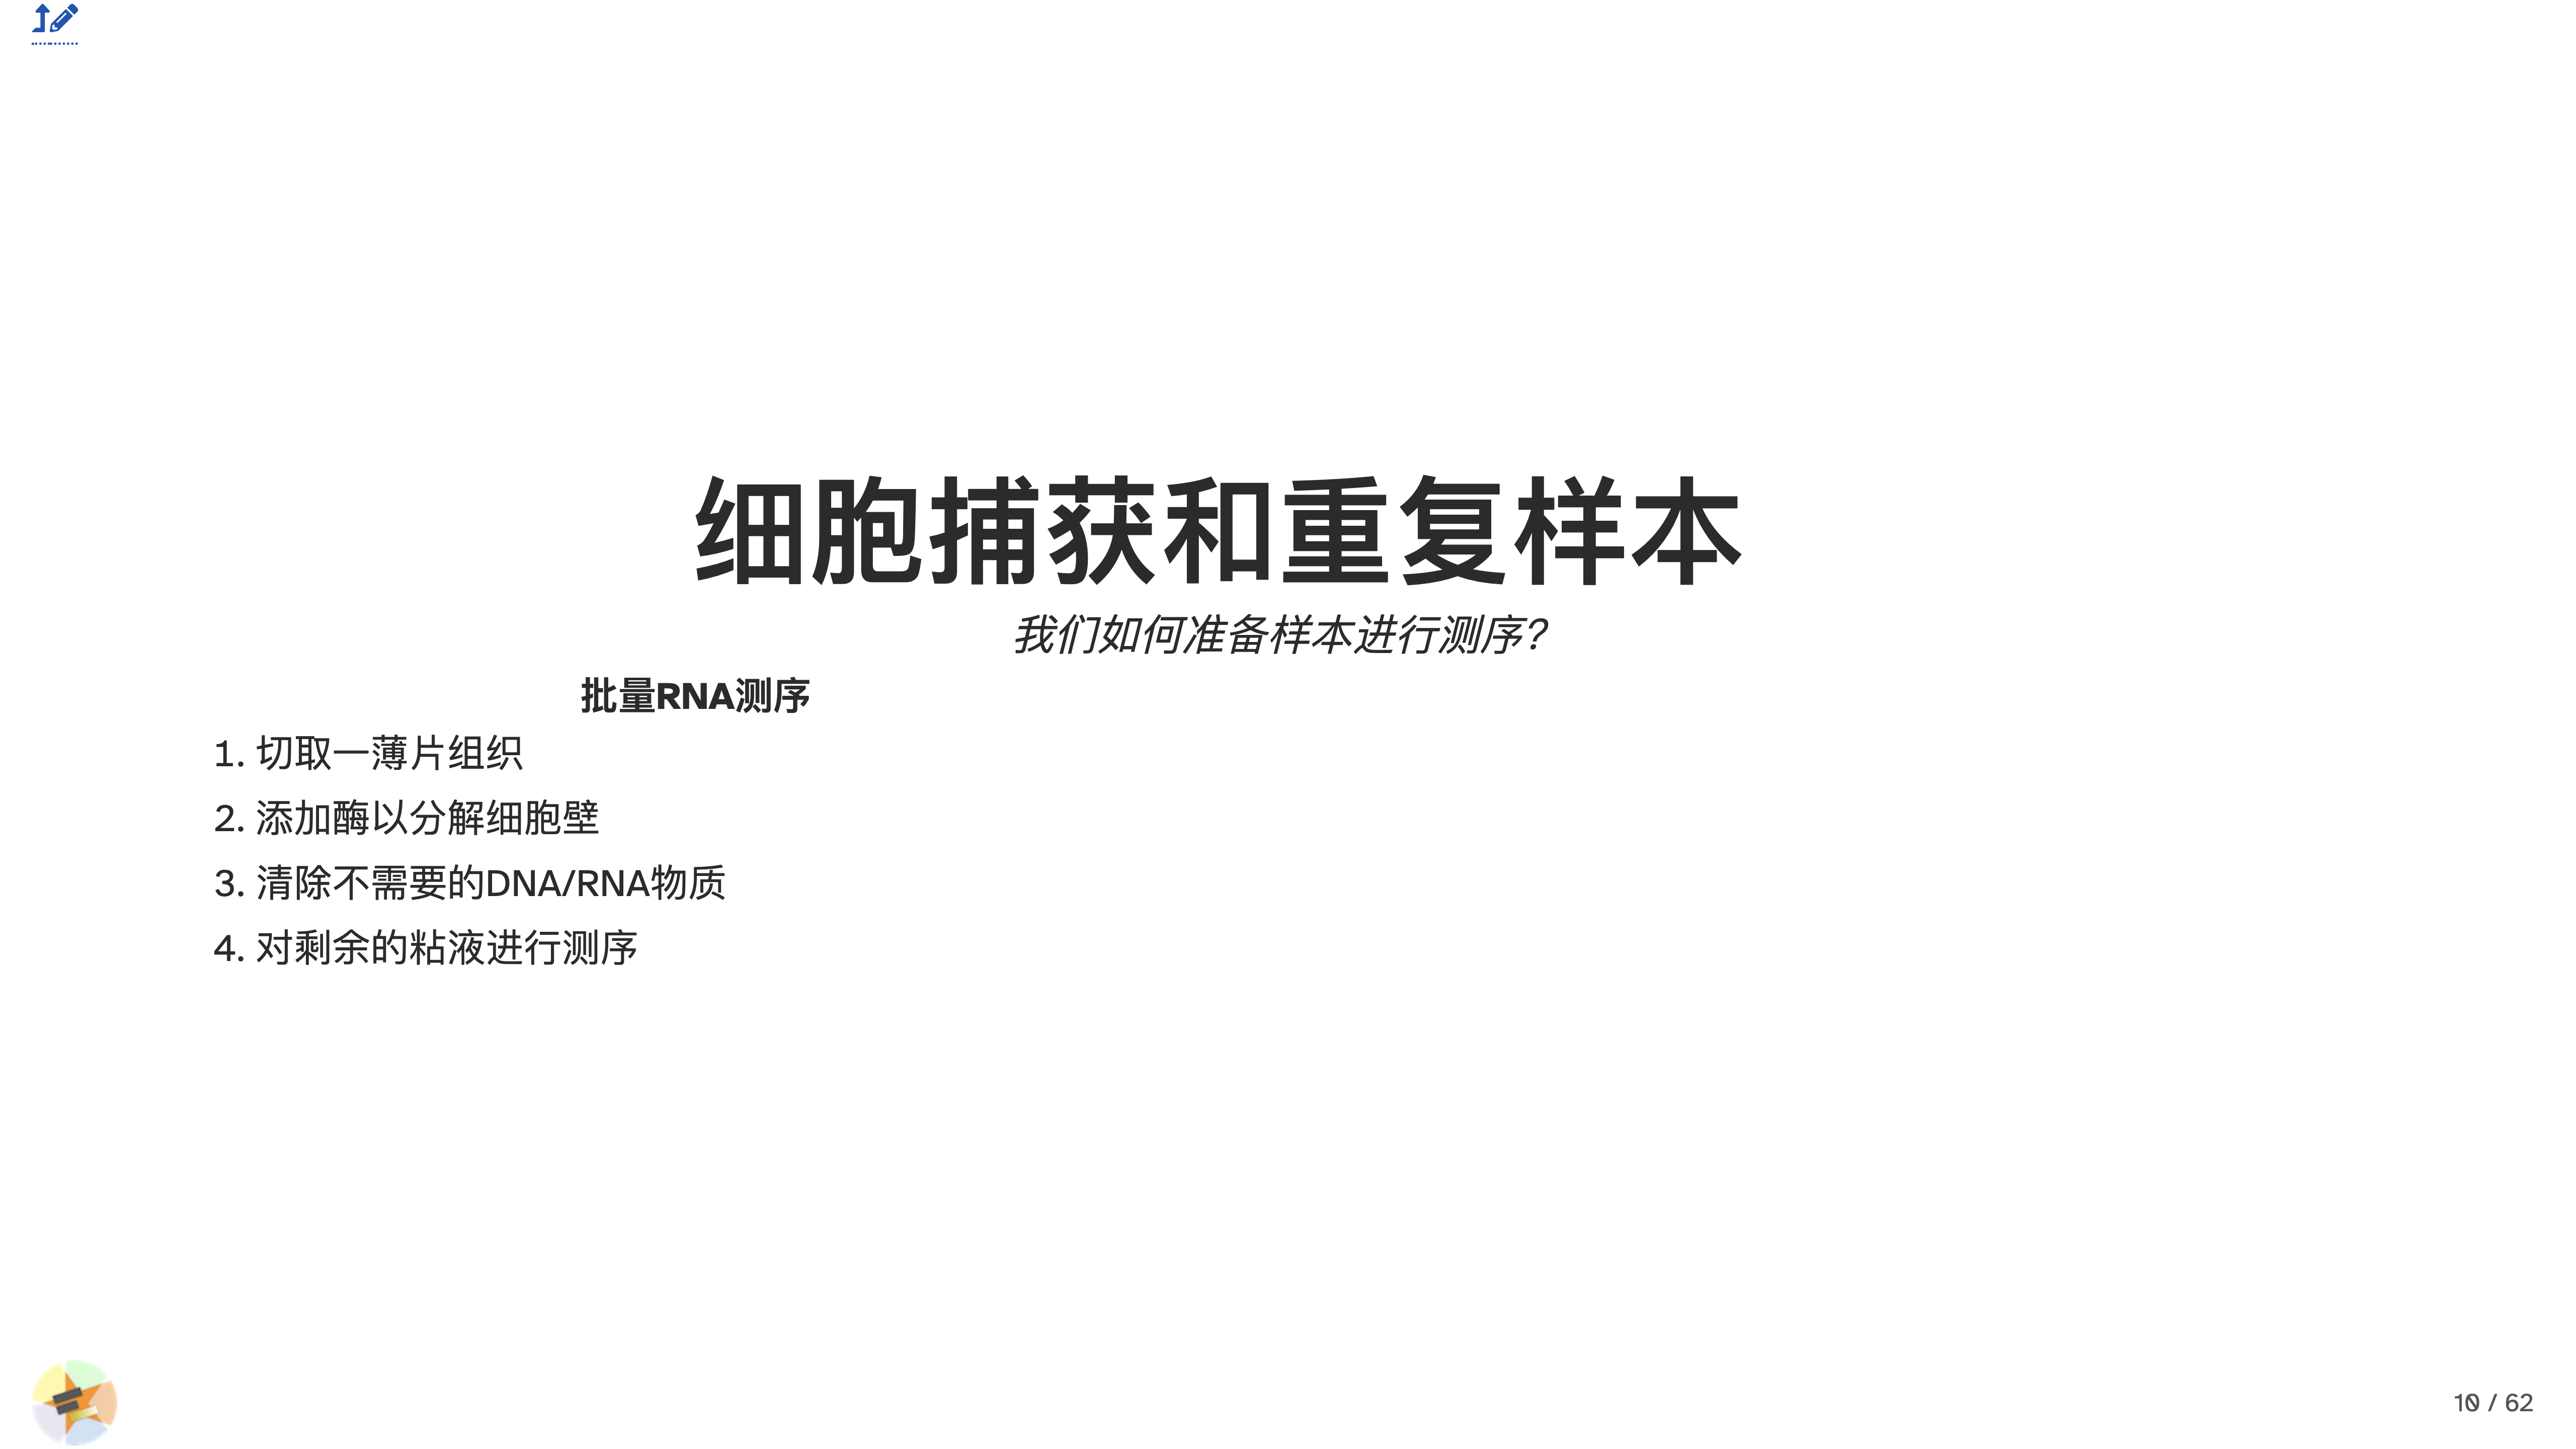 细胞捕获和重复样本
我们如何准备样本进行测序？
批量RNA测序
1. 切取一薄片组织
2. 添加酶以分解细胞壁
3. 清除不需要的DNA/RNA物质
4. 对剩余的粘液进行测序
10 / 62